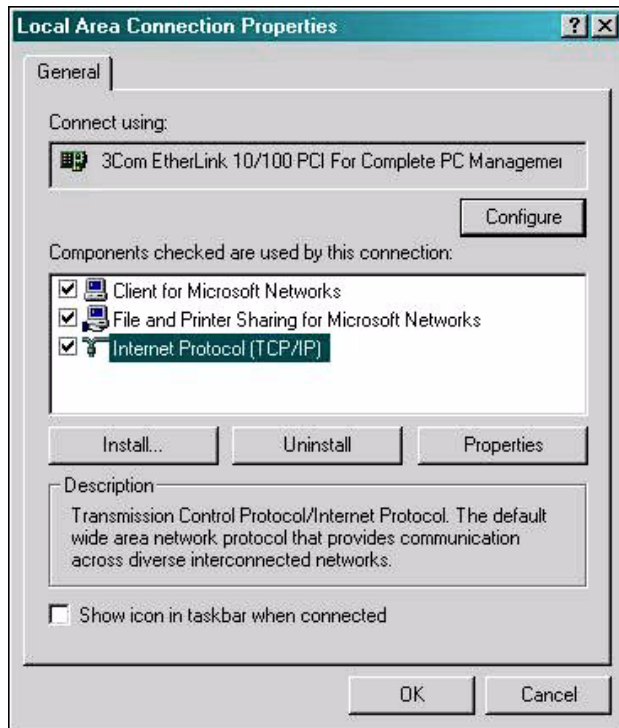 Local Area Connection Properties
General
Connect using:
3Com EtherLink 10/100 PCI For Complete PC Managemer
Configure
Components checked are used by this connection:
Client for Microsoft Networks
File and Printer Sharing for Microsoft Networks
Internet Protocol (TCP/IP)
Install... Uninstall Properties
Description
Transmission Control Protocol/Internet Protocol. The default
wide area network protocol that provides communication
across diverse interconnected networks.
Show icon in taskbar when connected
OK Cancel